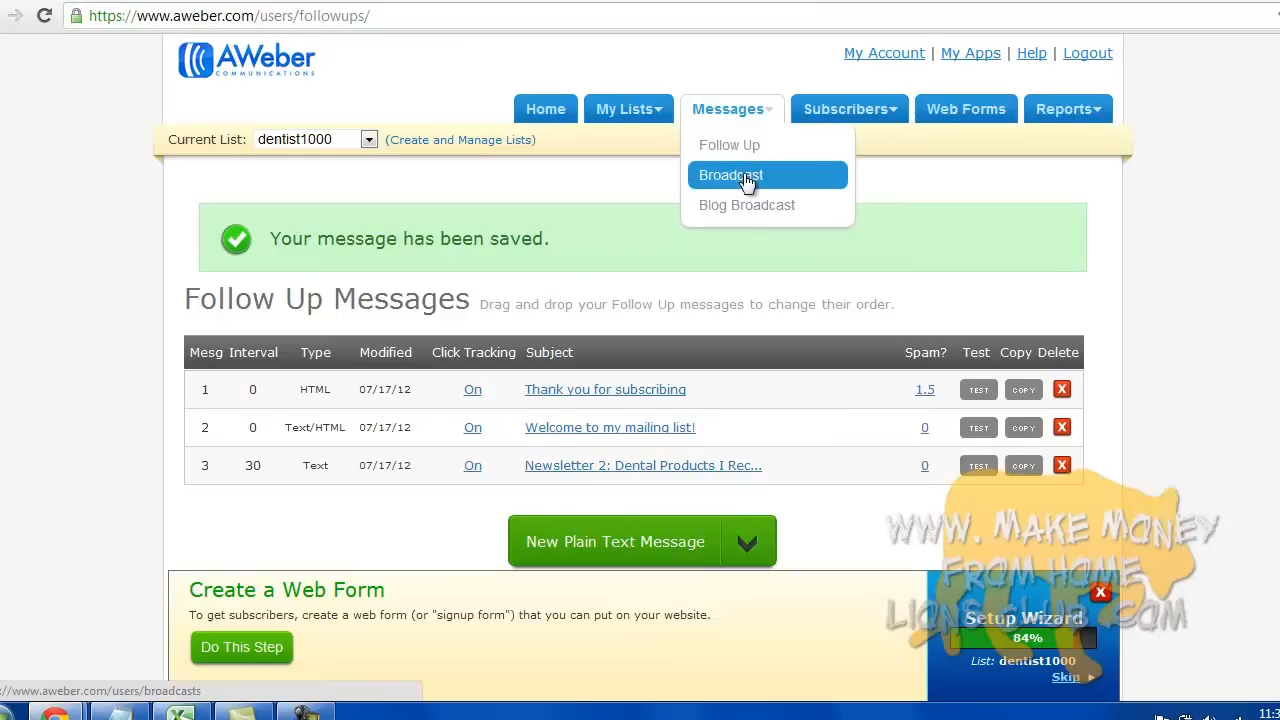 https://www.aweber.com/users/followups/
AWeber
COMMUNICATIONS
My Account | My Apps | Help | Logout
Home
My Lists
Messages
Subscribers
Web Forms
Reports
Current List: dentist1000 (Create and Manage Lists)
Follow Up
Broadcast
Blog Broadcast
Your message has been saved.
Follow Up Messages Drag and drop your Follow Up messages to change their order.
Mesg Interval Type Modified Click Tracking Subject Spam? Test Copy Delete
1 0 HTML 07/17/12 On Thank you for subscribing 1.5 TEST COPY X
2 0 Text/HTML 07/17/12 On Welcome to my mailing list! 0 TEST COPY X
3 30 Text 07/17/12 On Newsletter 2: Dental Products I Rec... 0 TEST COPY X
New Plain Text Message
www. Make Money
From Home
Lions Club.com
Create a Web Form
To get subscribers, create a web form (or "signup form") that you can put on your website.
Do This Step
X
Setup Wizard
84%
List: dentist1000
Skip
://www.aweber.com/users/broadcasts
11:3